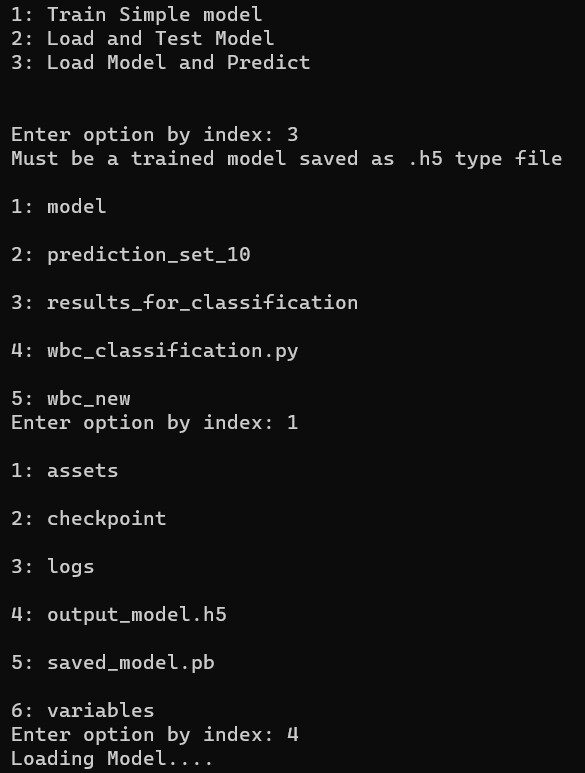 1: Train Simple model
2: Load and Test Model
3: Load Model and Predict
Enter option by index: 3
Must be a trained model saved as .h5 type file
1: model
2: prediction_set_10
3: results_for_classification
4: wbc_classification.py
5: wbc_new
Enter option by index: 1
1: assets
2: checkpoint
3: logs
4: output_model.h5
5: saved_model.pb
6: variables
Enter option by index: 4
Loading Model....